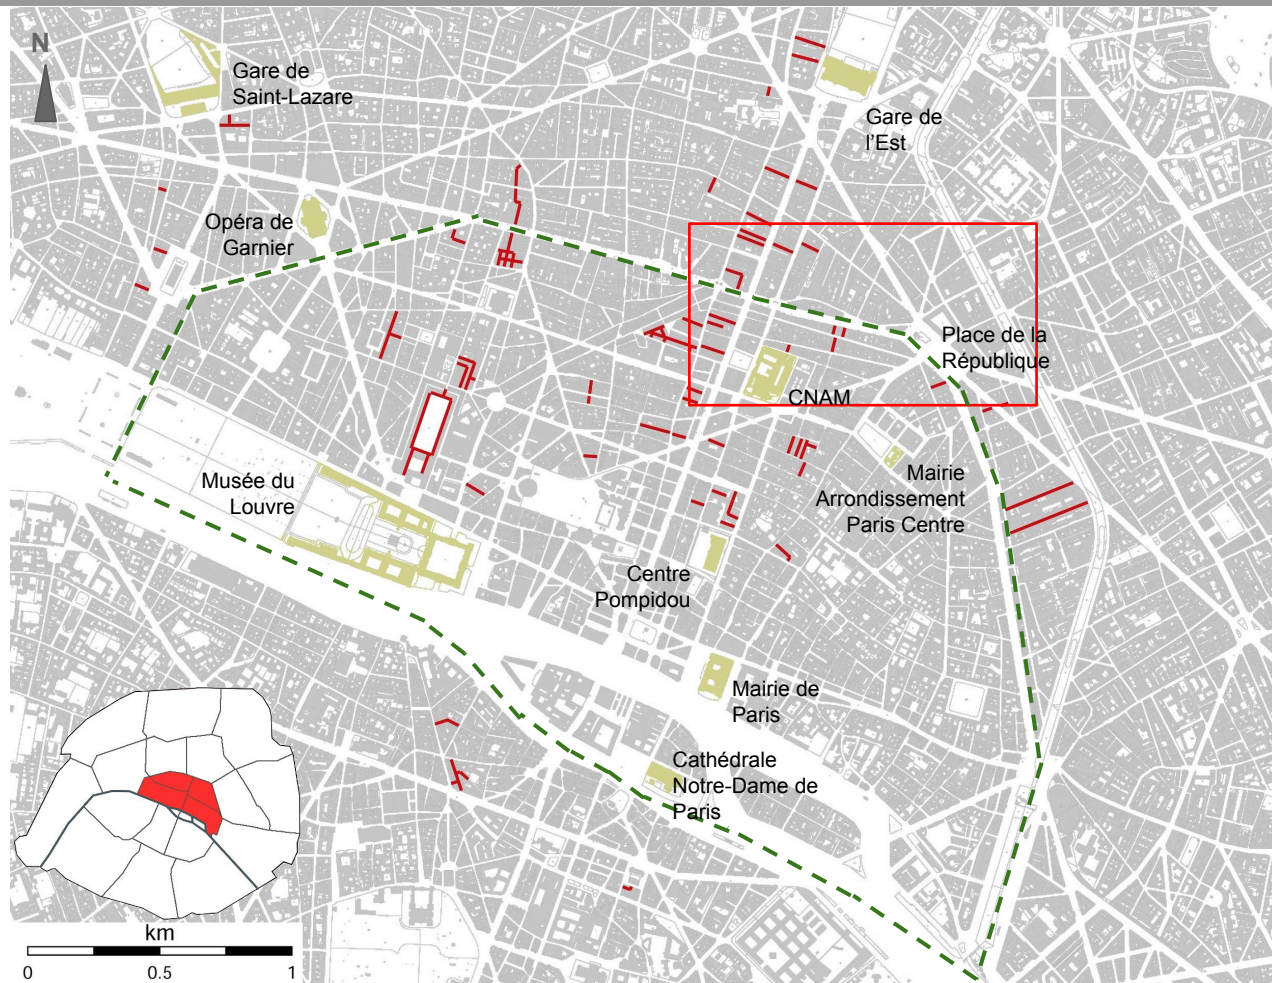 N
Gare de
Saint-Lazare
Gare de
l'Est
Opéra de
Garnier
Place de la
République
CNAM
Musée du
Louvre
Mairie
Arrondissement
Paris Centre
Centre
Pompidou
Mairie de
Paris
Cathédrale
Notre-Dame de
Paris
km
0 0.5 1